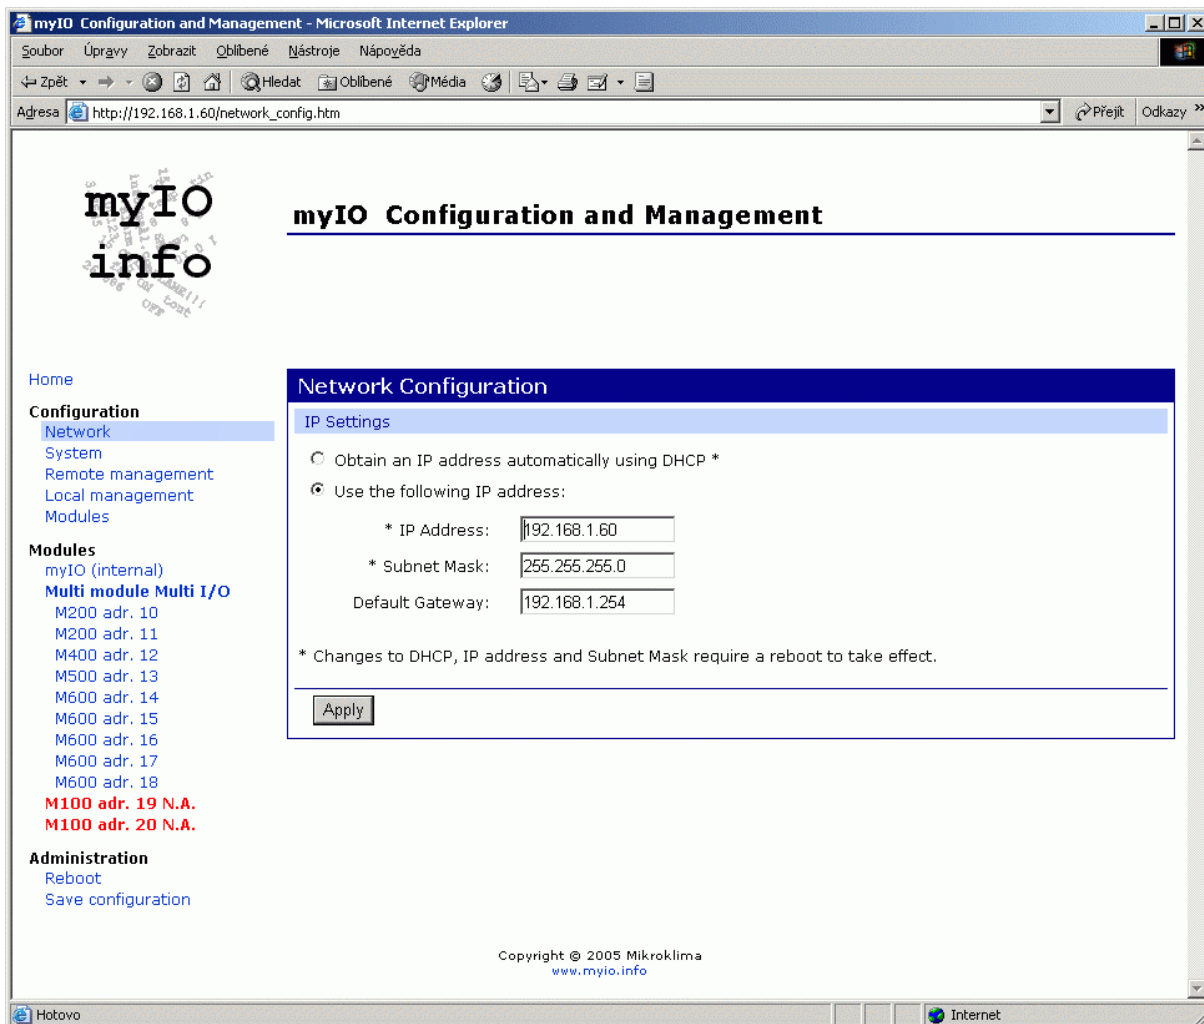 myIO Configuration and Management - Microsoft Internet Explorer
Soubor Úpravy Zobrazit Oblíbené Nástroje Nápověda
Zpět Hledat Oblíbené Média
Adresa http://192.168.1.60/network_config.htm Přejít Odkazy »
myIO
info
myIO Configuration and Management
Home
Configuration
Network
System
Remote management
Local management
Modules
Modules
myIO (internal)
Multi module Multi I/O
M200 adr. 10
M200 adr. 11
M400 adr. 12
M500 adr. 13
M600 adr. 14
M600 adr. 15
M600 adr. 16
M600 adr. 17
M600 adr. 18
M100 adr. 19 N.A.
M100 adr. 20 N.A.
Administration
Reboot
Save configuration
Network Configuration
IP Settings
Obtain an IP address automatically using DHCP *
Use the following IP address:
* IP Address: 192.168.1.60
* Subnet Mask: 255.255.255.0
Default Gateway: 192.168.1.254
* Changes to DHCP, IP address and Subnet Mask require a reboot to take effect.
Apply
Copyright © 2005 Mikroklima
www.myio.info
Hotovo Internet